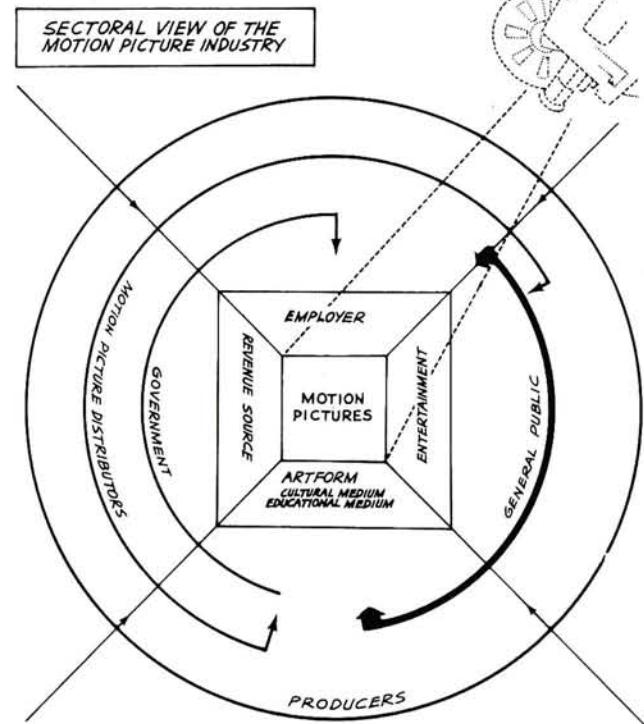 SECTORAL VIEW OF THE
MOTION PICTURE INDUSTRY
MOTION PICTURE DISTRIBUTORS
GOVERNMENT
REVENUE SOURCE
EMPLOYER
MOTION
PICTURES
ENTERTAINMENT
GENERAL PUBLIC
ARTFORM
CULTURAL MEDIUM
EDUCATIONAL MEDIUM
PRODUCERS